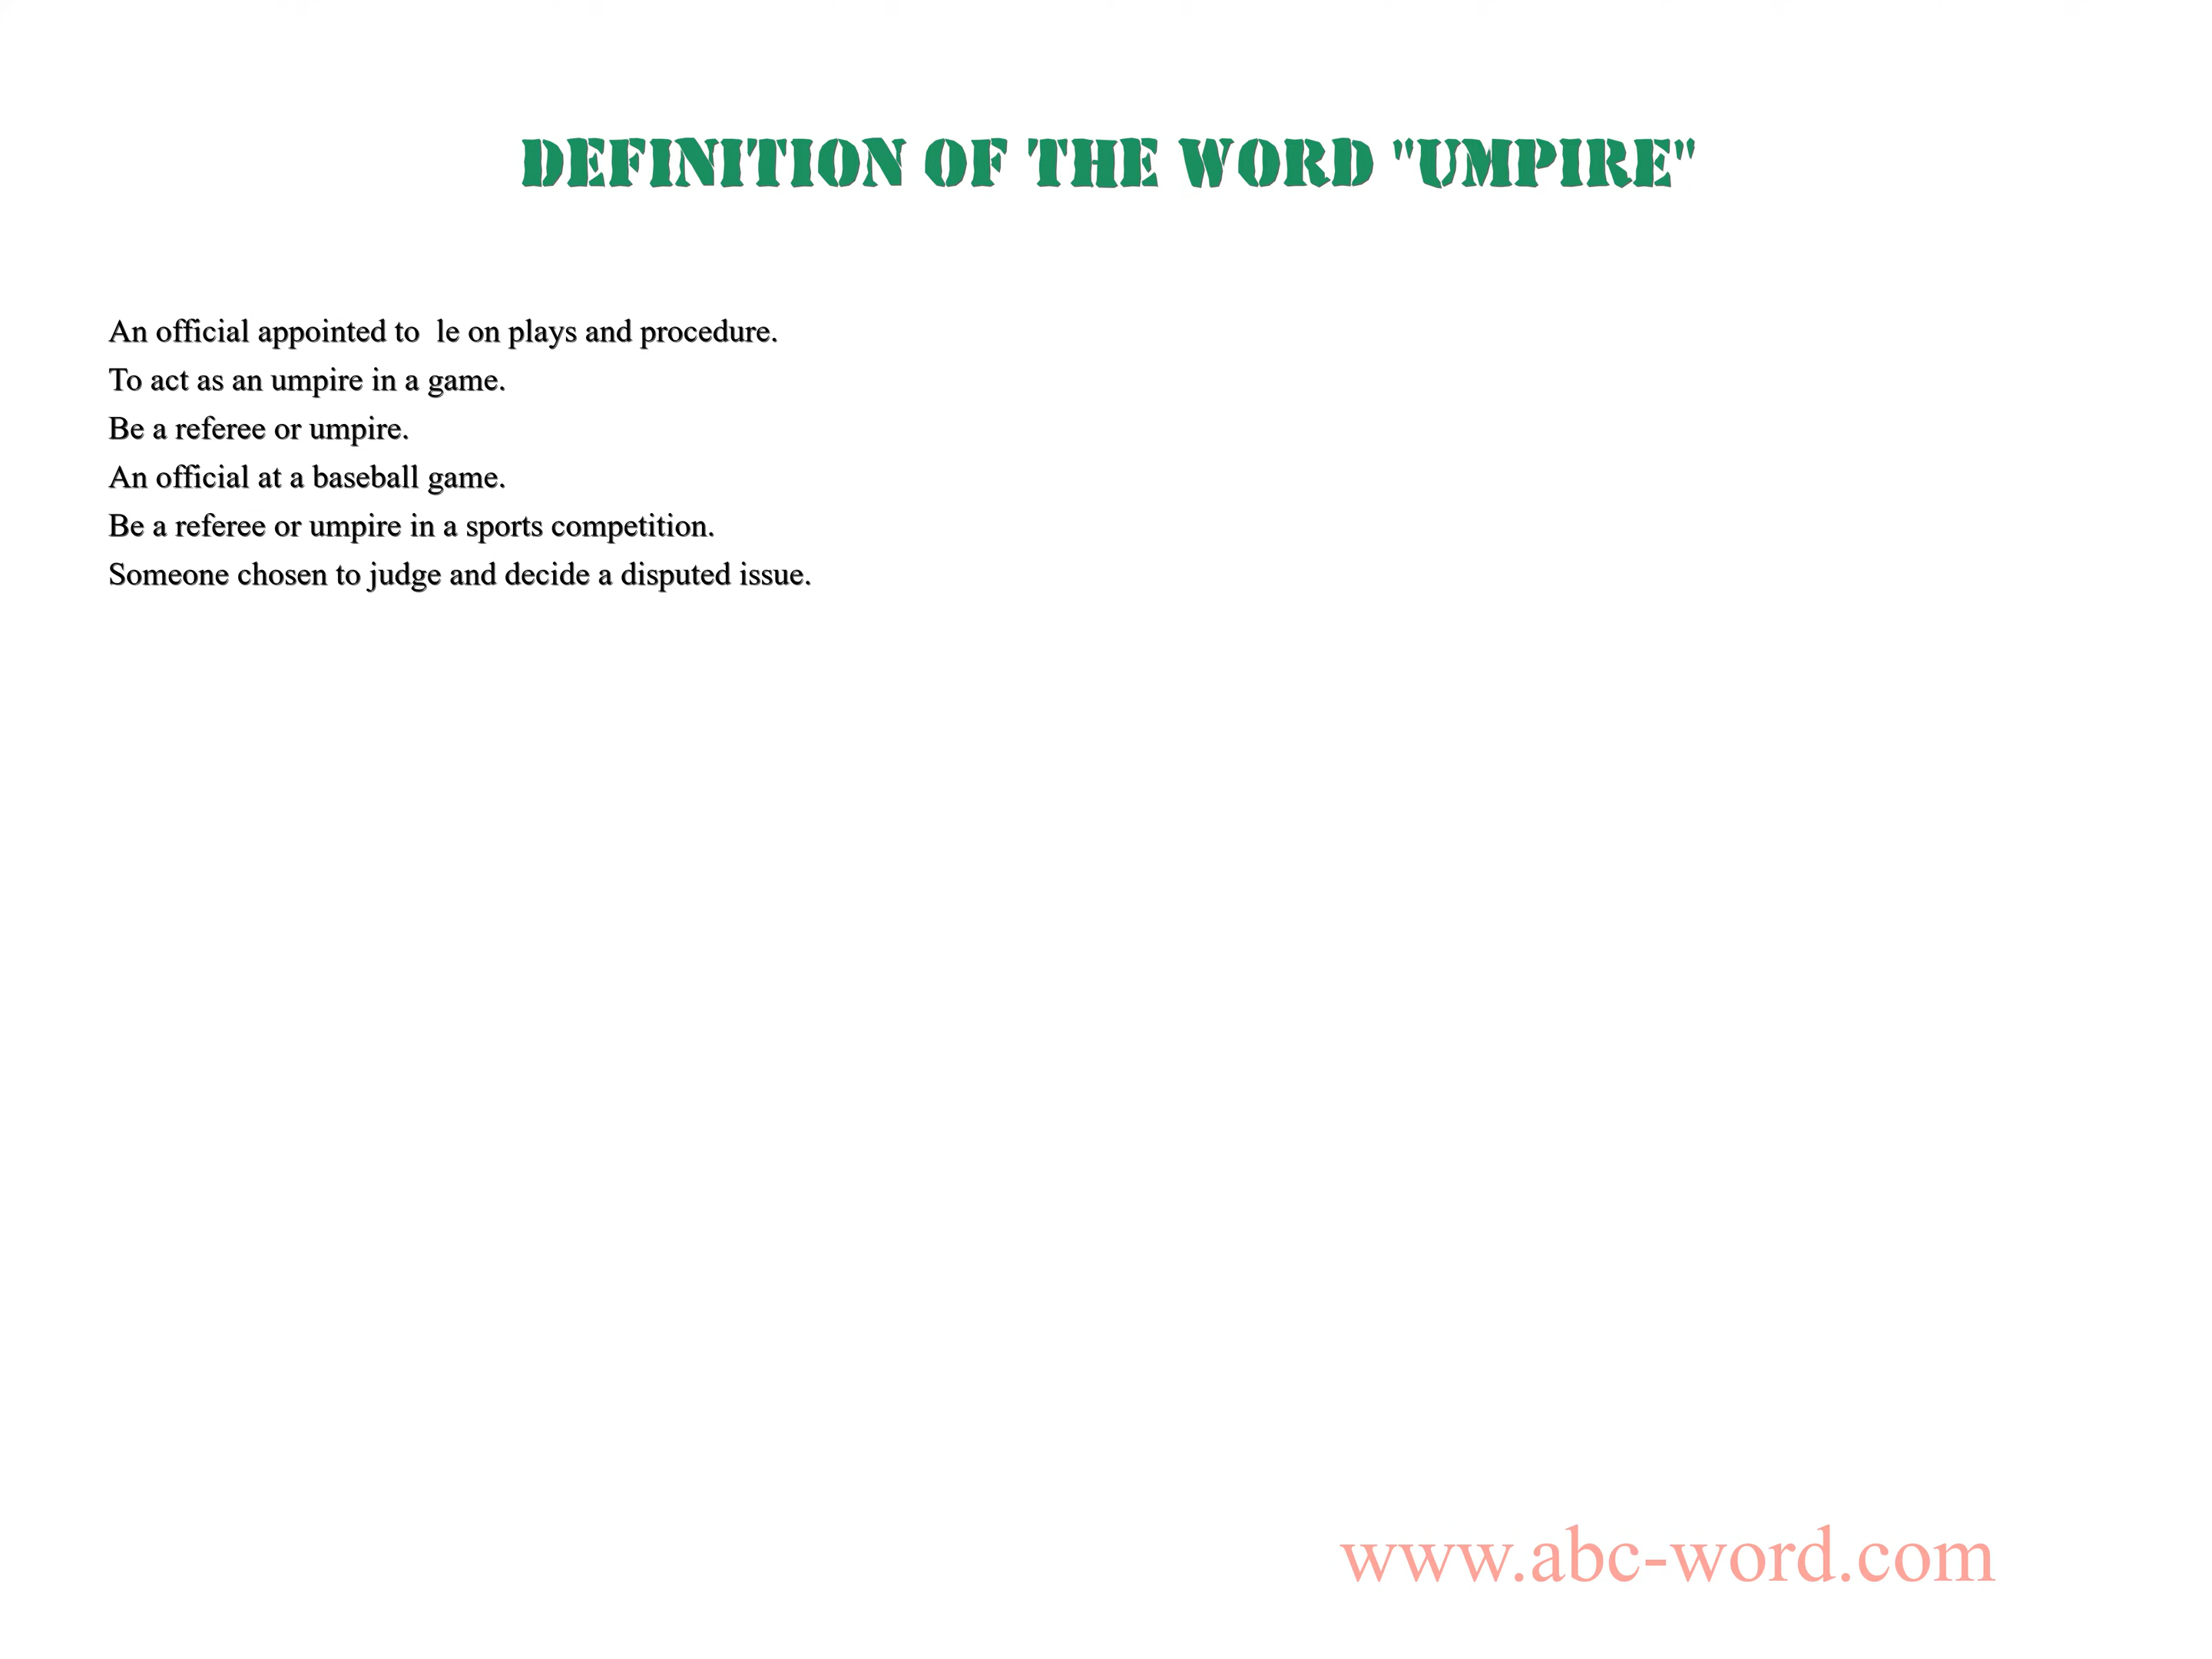 DEFINITION OF THE WORD "UMPIRE"
An official appointed to  le on plays and procedure.
To act as an umpire in a game.
Be a referee or umpire.
An official at a baseball game.
Be a referee or umpire in a sports competition.
Someone chosen to judge and decide a disputed issue.
www.abc-word.com